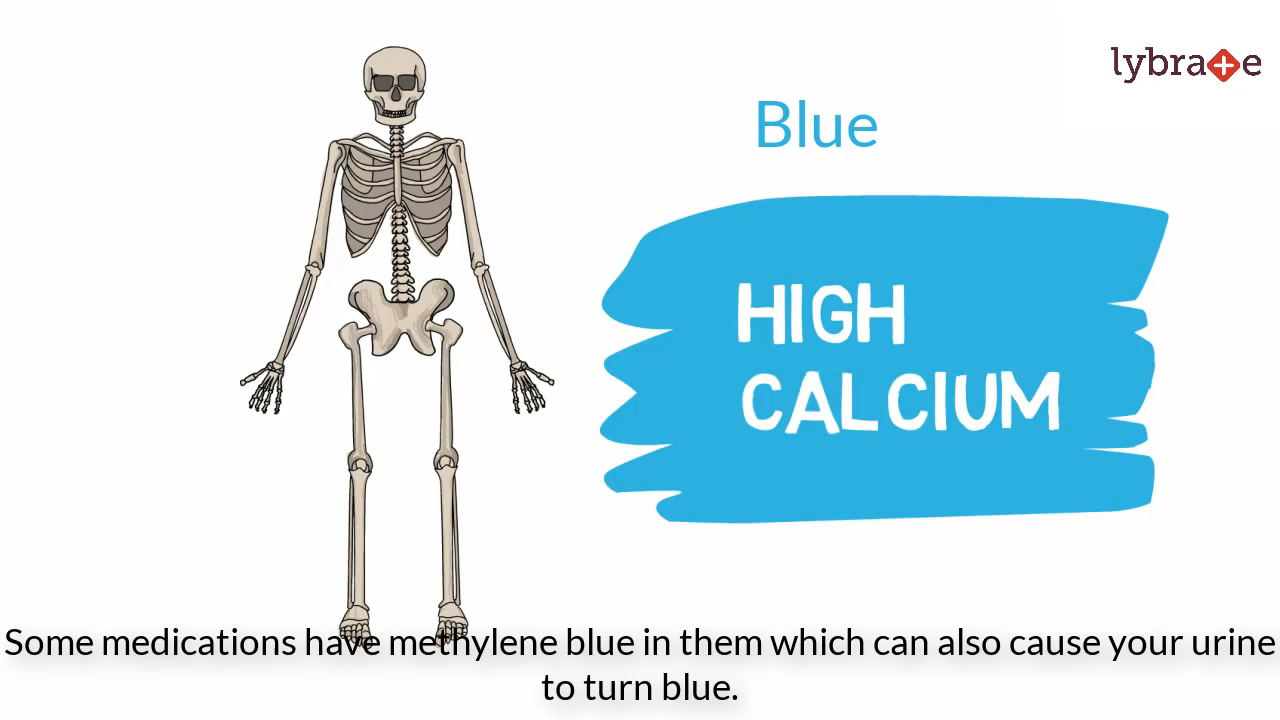 lybrate
Blue
HIGH
CALCIUM
Some medications have methylene blue in them which can also cause your urine
to turn blue.